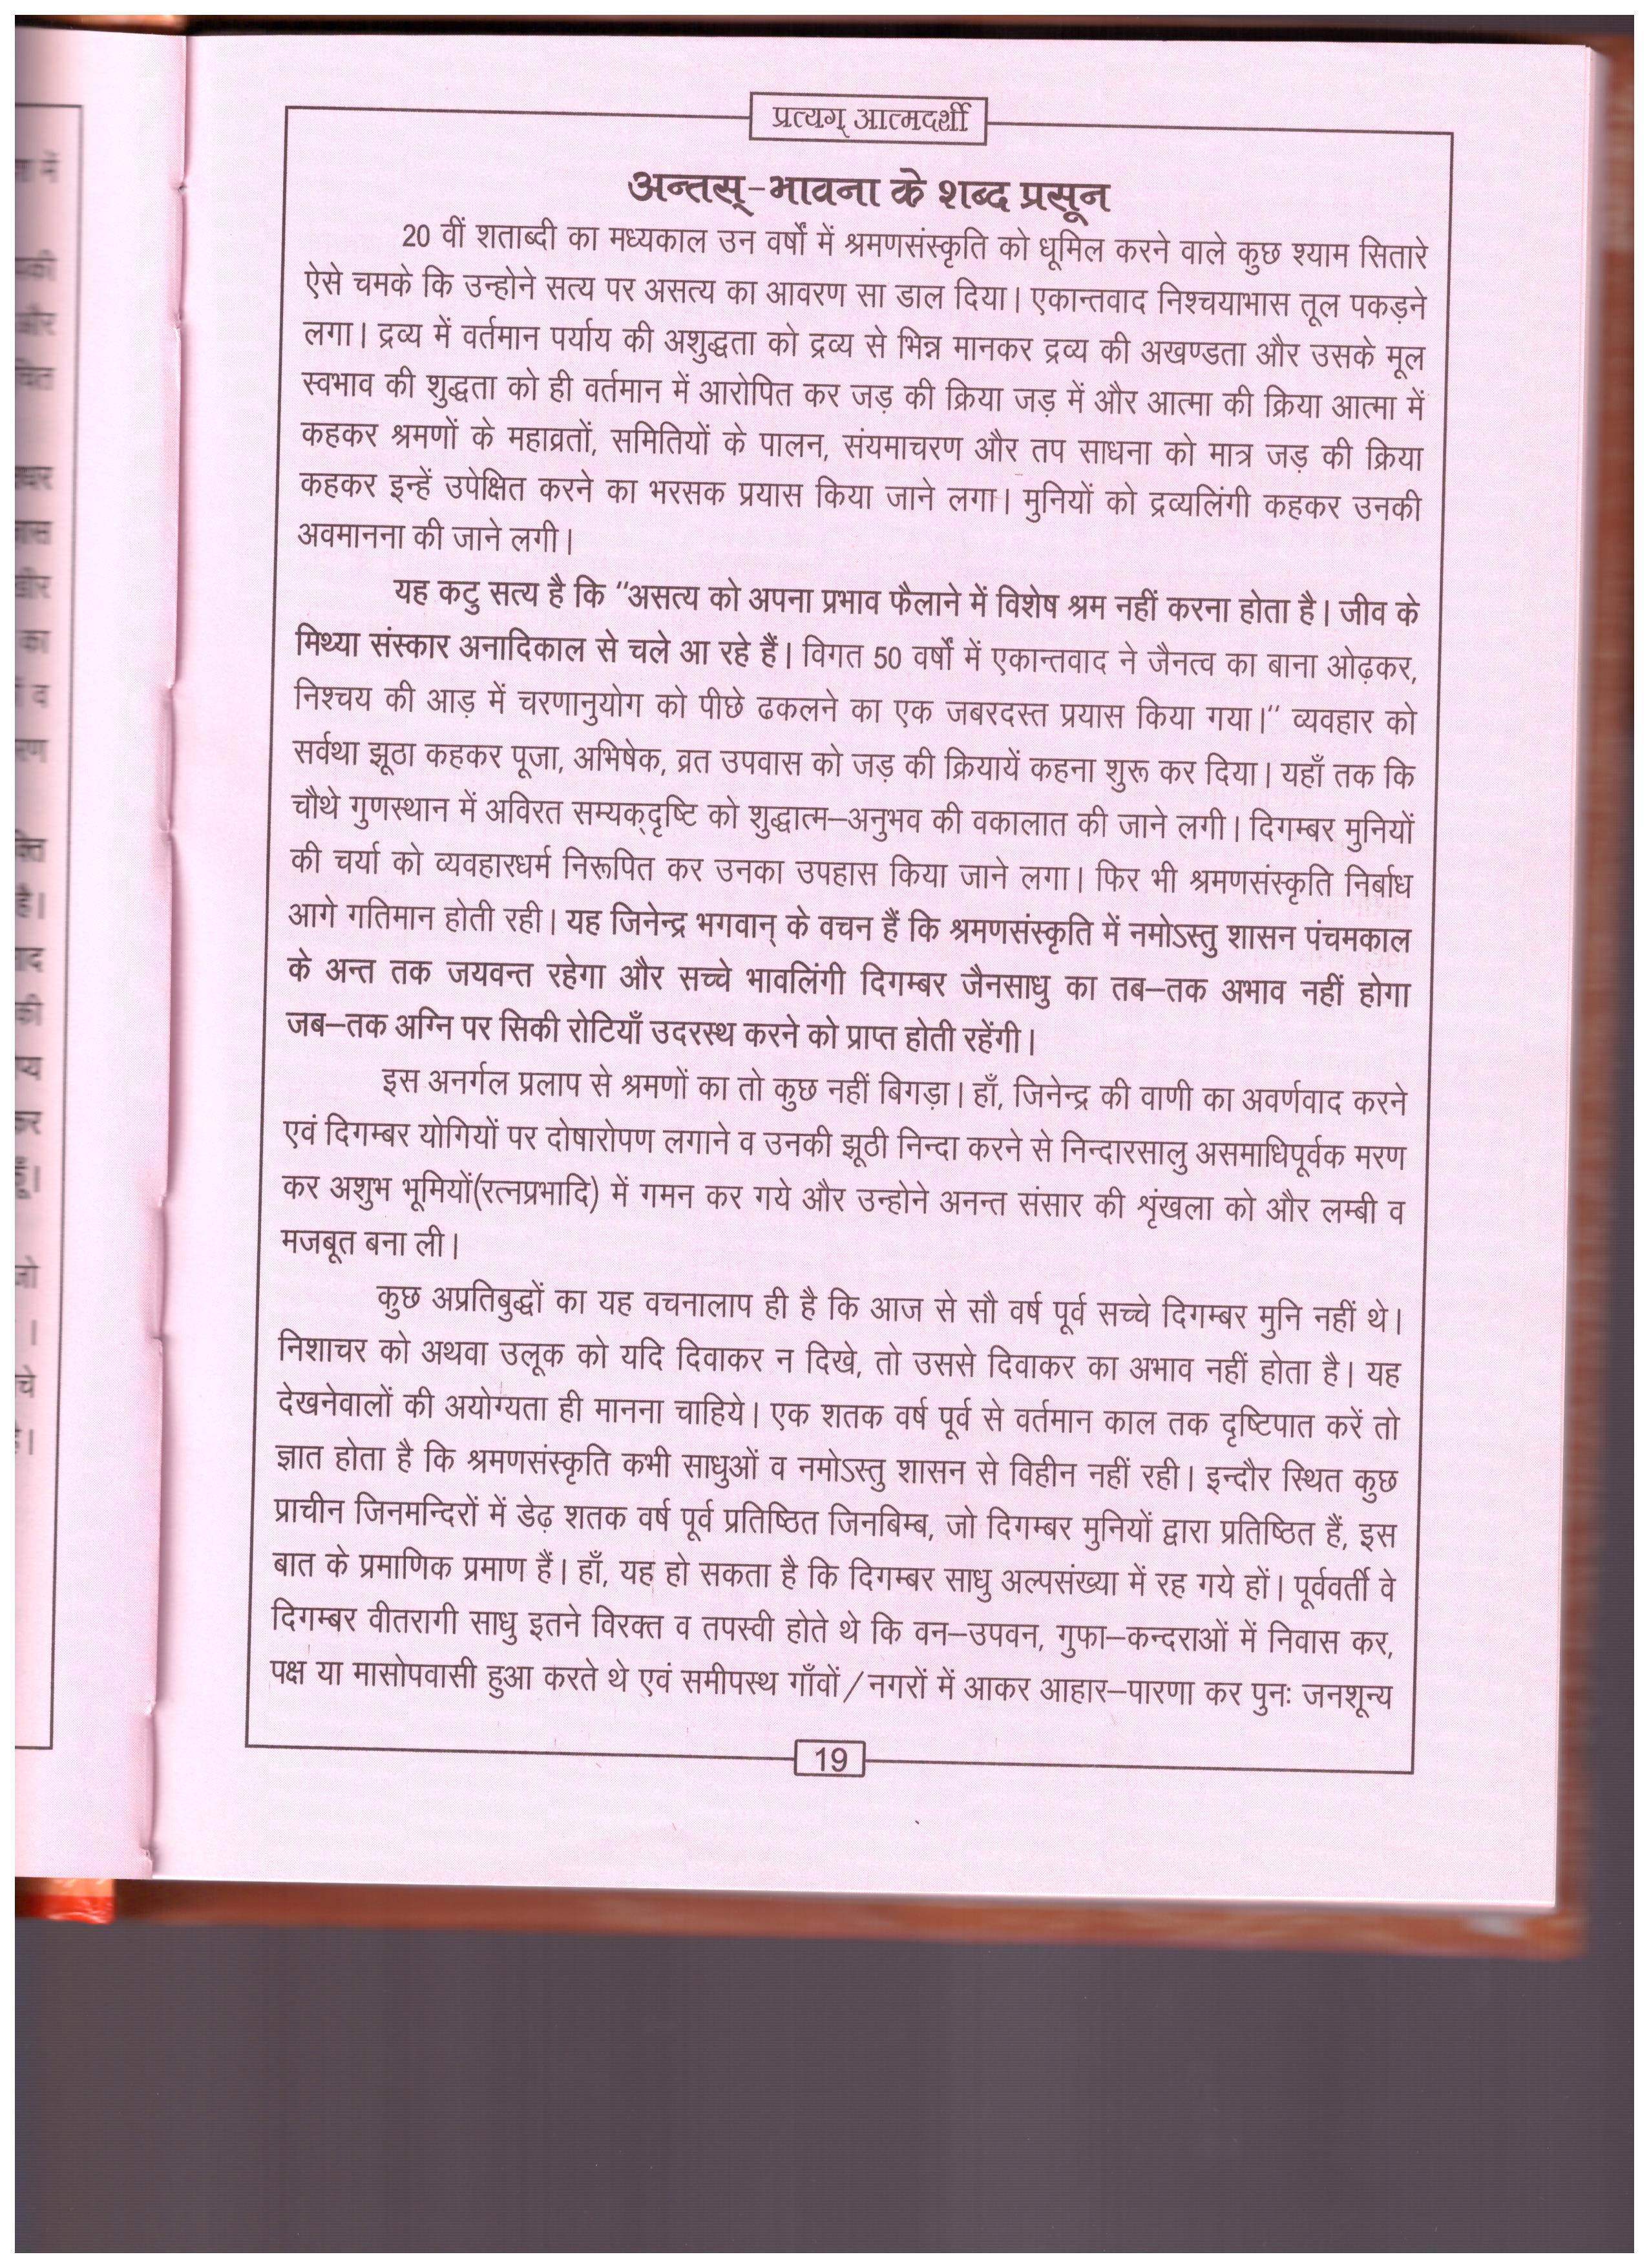 प्रत्यग् आत्मदर्शी
अन्तस्-भावना के शब्द प्रसून
20 वीं शताब्दी का मध्यकाल उन वर्षों में श्रमणसंस्कृति को धूमिल करने वाले कुछ श्याम सितारे
ऐसे चमके कि उन्होने सत्य पर असत्य का आवरण सा डाल दिया। एकान्तवाद निश्चयाभास तूल पकड़ने
लगा। द्रव्य में वर्तमान पर्याय की अशुद्धता को द्रव्य से भिन्न मानकर द्रव्य की अखण्डता और उसके मूल
स्वभाव की शुद्धता को ही वर्तमान में आरोपित कर जड़ की क्रिया जड़ में और आत्मा की क्रिया आत्मा में
कहकर श्रमणों के महाव्रतों, समितियों के पालन, संयमाचरण और तप साधना को मात्र जड़ की क्रिया
कहकर इन्हें उपेक्षित करने का भरसक प्रयास किया जाने लगा। मुनियों को द्रव्यलिंगी कहकर उनकी
अवमानना की जाने लगी।
यह कटु सत्य है कि "असत्य को अपना प्रभाव फैलाने में विशेष श्रम नहीं करना होता है। जीव के
मिथ्या संस्कार अनादिकाल से चले आ रहे हैं। विगत 50 वर्षों में एकान्तवाद ने जैनत्व का बाना ओढ़कर,
निश्चय की आड़ में चरणानुयोग को पीछे ढकलने का एक जबरदस्त प्रयास किया गया।" व्यवहार को
सर्वथा झूठा कहकर पूजा, अभिषेक, व्रत उपवास को जड़ की क्रियायें कहना शुरू कर दिया। यहाँ तक कि
चौथे गुणस्थान में अविरत सम्यक्दृष्टि को शुद्धात्म–अनुभव की वकालात की जाने लगी। दिगम्बर मुनियों
की चर्या को व्यवहारधर्म निरूपित कर उनका उपहास किया जाने लगा। फिर भी श्रमणसंस्कृति निर्बाध
आगे गतिमान होती रही। यह जिनेन्द्र भगवान् के वचन हैं कि श्रमणसंस्कृति में नमोऽस्तु शासन पंचमकाल
के अन्त तक जयवन्त रहेगा और सच्चे भावलिंगी दिगम्बर जैनसाधु का तब–तक अभाव नहीं होगा
जब–तक अग्नि पर सिकी रोटियाँ उदरस्थ करने को प्राप्त होती रहेंगी।
इस अनर्गल प्रलाप से श्रमणों का तो कुछ नहीं बिगड़ा। हाँ, जिनेन्द्र की वाणी का अवर्णवाद करने
एवं दिगम्बर योगियों पर दोषारोपण लगाने व उनकी झूठी निन्दा करने से निन्दारसालु असमाधिपूर्वक मरण
कर अशुभ भूमियों(रत्नप्रभादि) में गमन कर गये और उन्होने अनन्त संसार की शृंखला को और लम्बी व
मजबूत बना ली।
कुछ अप्रतिबुद्धों का यह वचनालाप ही है कि आज से सौ वर्ष पूर्व सच्चे दिगम्बर मुनि नहीं थे।
निशाचर को अथवा उलूक को यदि दिवाकर न दिखे, तो उससे दिवाकर का अभाव नहीं होता है। यह
देखनेवालों की अयोग्यता ही मानना चाहिये। एक शतक वर्ष पूर्व से वर्तमान काल तक दृष्टिपात करें तो
ज्ञात होता है कि श्रमणसंस्कृति कभी साधुओं व नमोऽस्तु शासन से विहीन नहीं रही। इन्दौर स्थित कुछ
प्राचीन जिनमन्दिरों में डेढ़ शतक वर्ष पूर्व प्रतिष्ठित जिनबिम्ब, जो दिगम्बर मुनियों द्वारा प्रतिष्ठित हैं, इस
बात के प्रमाणिक प्रमाण हैं। हाँ, यह हो सकता है कि दिगम्बर साधु अल्पसंख्या में रह गये हों। पूर्ववर्ती वे
दिगम्बर वीतरागी साधु इतने विरक्त व तपस्वी होते थे कि वन–उपवन, गुफा–कन्दराओं में निवास कर,
पक्ष या मासोपवासी हुआ करते थे एवं समीपस्थ गाँवों/नगरों में आकर आहार–पारणा कर पुनः जनशून्य
19